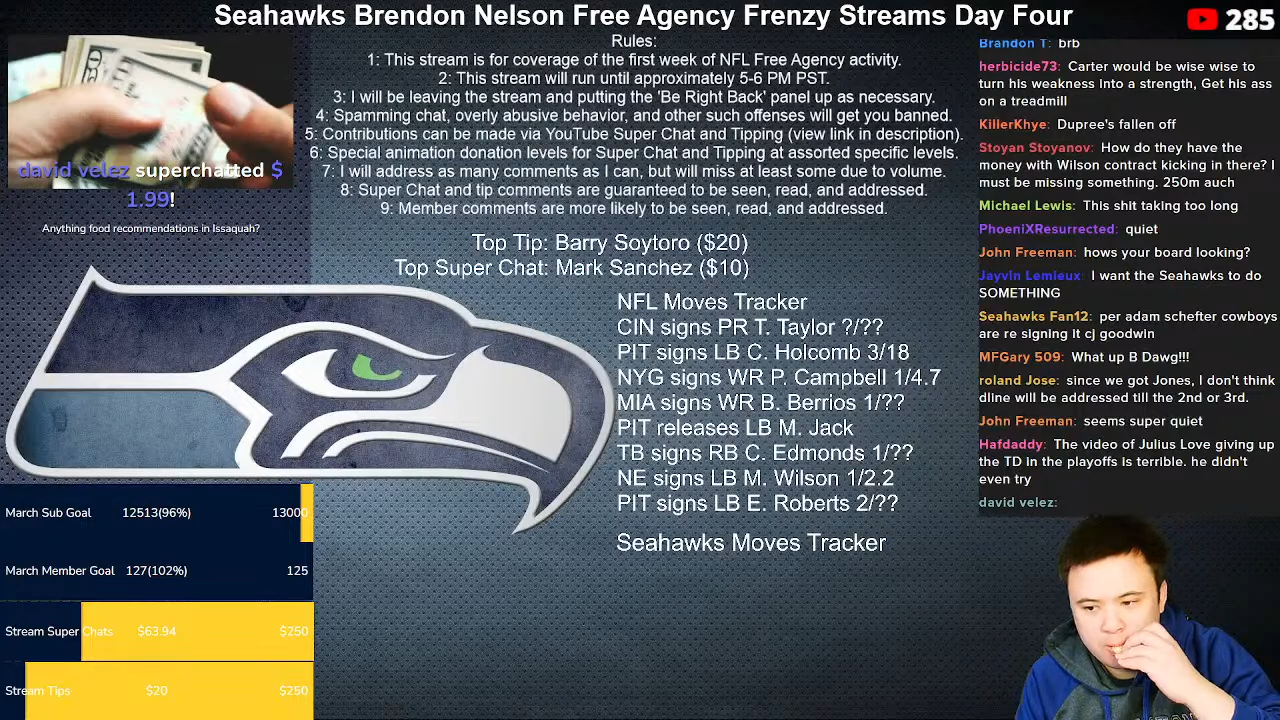 Seahawks Brendon Nelson Free Agency Frenzy Streams Day Four
285
Rules:
1: This stream is for coverage of the first week of NFL Free Agency activity.
2: This stream will run until approximately 5-6 PM PST.
3: I will be leaving the stream and putting the 'Be Right Back' panel up as necessary.
4: Spamming chat, overly abusive behavior, and other such offenses will get you banned.
5: Contributions can be made via YouTube Super Chat and Tipping (view link in description).
6: Special animation donation levels for Super Chat and Tipping at assorted specific levels.
7: I will address as many comments as I can, but will miss at least some due to volume.
8: Super Chat and tip comments are guaranteed to be seen, read, and addressed.
9: Member comments are more likely to be seen, read, and addressed.
david velez superchatted $
1.99!
Anything food recommendations in Issaquah?
Top Tip: Barry Soytoro ($20)
Top Super Chat: Mark Sanchez ($10)
NFL Moves Tracker
CIN signs PR T. Taylor ?/??
PIT signs LB C. Holcomb 3/18
NYG signs WR P. Campbell 1/4.7
MIA signs WR B. Berrios 1/??
PIT releases LB M. Jack
TB signs RB C. Edmonds 1/??
NE signs LB M. Wilson 1/2.2
PIT signs LB E. Roberts 2/??
Seahawks Moves Tracker
Brandon T: brb
herbicide73: Carter would be wise wise to
turn his weakness into a strength, Get his ass
on a treadmill
KillerKhye: Dupree's fallen off
Stoyan Stoyanov: How do they have the
money with Wilson contract kicking in there? I
must be missing something. 250m auch
Michael Lewis: This shit taking too long
PhoeniXResurrected: quiet
John Freeman: hows your board looking?
Jayvin Lemieux: I want the Seahawks to do
SOMETHING
Seahawks Fan12: per adam schefter cowboys
are re signing lt cj goodwin
MFGary 509: What up B Dawg!!!
roland Jose: since we got Jones, I don't think
dline will be addressed till the 2nd or 3rd.
John Freeman: seems super quiet
Hafdaddy: The video of Julius Love giving up
the TD in the playoffs is terrible. he didn't
even try
david velez:
March Sub Goal 12513(96%) 13000
March Member Goal 127(102%) 125
Stream Super Chats $63.94 $250
Stream Tips $20 $250